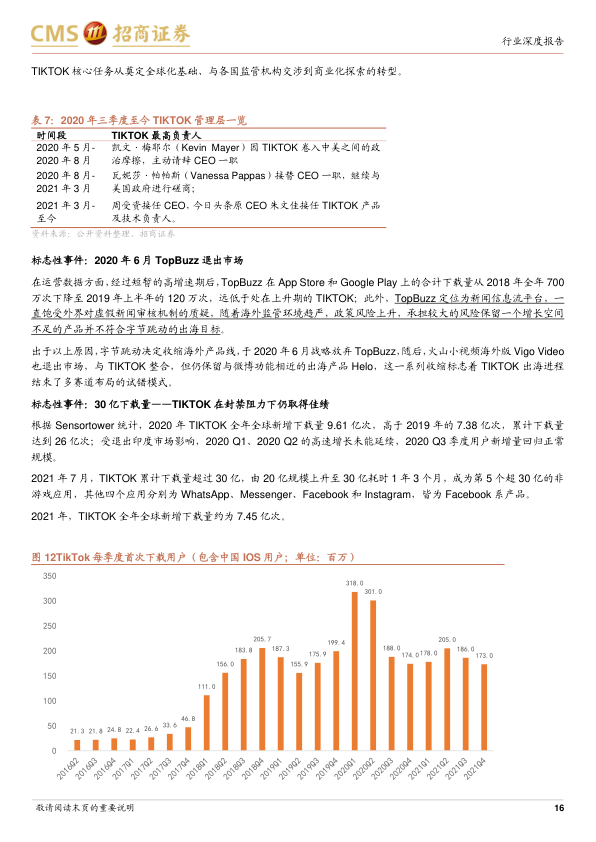 CMS 招商证券
行业深度报告
TIKTOK 核心任务从奠定全球化基础，与各国监管机构交涉到商业化探索的转型。
表 7：2020 年三季度至今 TIKTOK 管理层一览
时间段 TIKTOK 最高负责人
2020 年 5 月- 凯文·梅耶尔（Kevin Mayer）因 TIKTOK 卷入中美之间的政
2020 年 8 月 治摩擦，主动请辞 CEO 一职
2020 年 8 月- 瓦妮莎·帕帕斯（Vanessa Pappas）接替 CEO 一职，继续与
2021 年 3 月 美国政府进行磋商；
2021 年 3 月- 周受资接任 CEO，今日头条原 CEO 朱文佳接任 TIKTOK 产品
至今 及技术负责人。
资料来源：公开资料整理、招商证券
标志性事件：2020 年 6 月 TopBuzz 退出市场
在运营数据方面，经过短暂的高增速期后，TopBuzz 在 App Store 和 Google Play 上的合计下载量从 2018 年全年 700
万次下降至 2019 年上半年的 120 万次，远低于处在上升期的 TIKTOK；此外，TopBuzz 定位为新闻信息流平台，一
直饱受外界对虚假新闻审核机制的质疑，随着海外监管环境趋严，政策风险上升，承担较大的风险保留一个增长空间
不足的产品并不符合字节跳动的出海目标。
出于以上原因，字节跳动决定收缩海外产品线，于 2020 年 6 月战略放弃 TopBuzz，随后，火山小视频海外版 Vigo Video
也退出市场，与 TIKTOK 整合，但仍保留与微博功能相近的出海产品 Helo，这一系列收缩标志着 TIKTOK 出海进程
结束了多赛道布局的试错模式。
标志性事件：30 亿下载量——TIKTOK 在封禁阻力下仍取得佳绩
根据 Sensortower 统计，2020 年 TIKTOK 全年全球新增下载量 9.61 亿次，高于 2019 年的 7.38 亿次，累计下载量
达到 26 亿次；受退出印度市场影响，2020 Q1、2020 Q2 的高速增长未能延续，2020 Q3 季度用户新增量回归正常
规模。
2021 年 7 月，TIKTOK 累计下载量超过 30 亿，由 20 亿规模上升至 30 亿耗时 1 年 3 个月，成为第 5 个超 30 亿的非
游戏应用，其他四个应用分别为 WhatsApp、Messenger、Facebook 和 Instagram，皆为 Facebook 系产品。
2021 年，TIKTOK 全年全球新增下载量约为 7.45 亿次。
图 12TikTok 每季度首次下载用户（包含中国 IOS 用户；单位：百万）
350
300
250
200
150
100
50
0
21.3 21.8 24.8 22.4 26.6 33.6 46.8 111.0 156.0 183.8 205.7 187.3 155.9 175.9 199.4 318.0 301.0 188.0 174.0 178.0 205.0 186.0 173.0
2016Q2 2016Q3 2016Q4 2017Q1 2017Q2 2017Q3 2017Q4 2018Q1 2018Q2 2018Q3 2018Q4 2019Q1 2019Q2 2019Q3 2019Q4 2020Q1 2020Q2 2020Q3 2020Q4 2021Q1 2021Q2 2021Q3 2021Q4
敬请阅读末页的重要说明
16